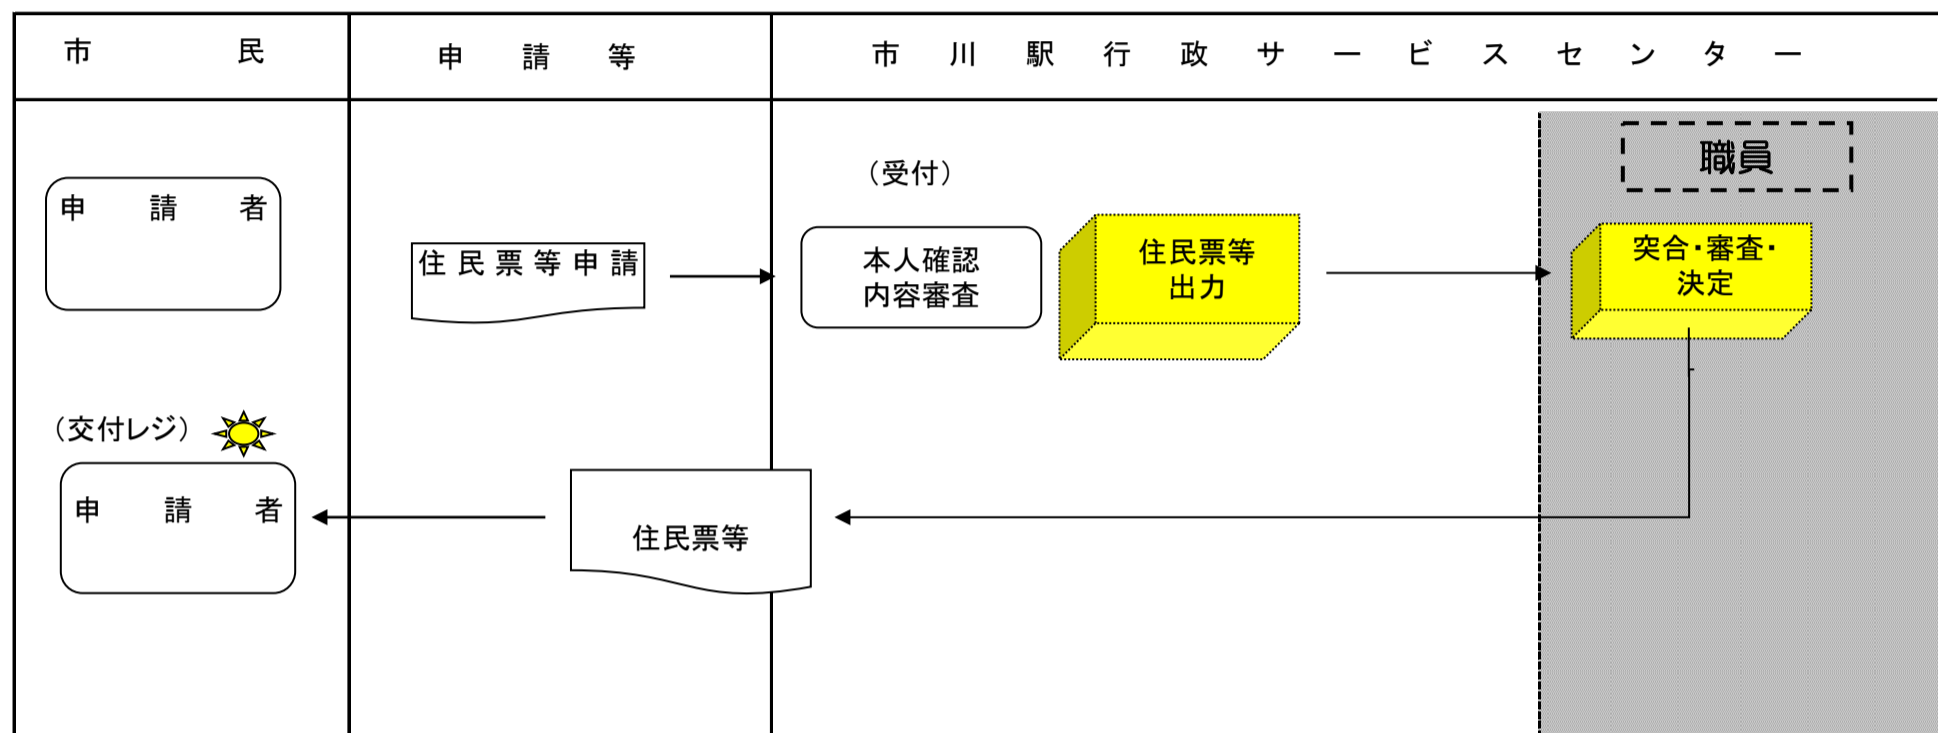 市民
申請等
市川駅行政サービスセンター
職員
(受付)
申請者
住民票等申請
本人確認
内容審査
住民票等
出力
突合・審査・
決定
(交付レジ)
申請者
住民票等